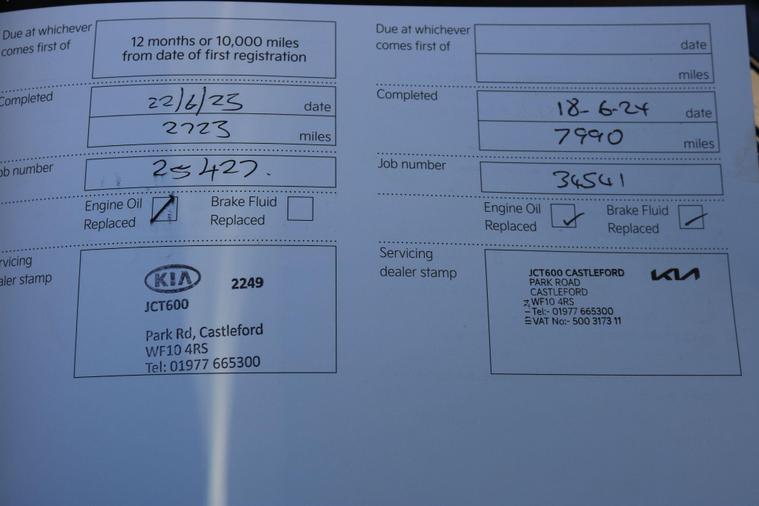 Due at whichever
comes first of
12 months or 10,000 miles
from date of first registration
Completed
22/6/23 date
2723 miles
ob number
25427.
Engine Oil
Replaced
Brake Fluid
Replaced
rvicing
aler stamp
KIA 2249
JCT600
Park Rd, Castleford
WF10 4RS
Tel: 01977 665300
Due at whichever
comes first of
date
miles
Completed
18-6-24 date
7990 miles
Job number
34541
Engine Oil
Replaced
Brake Fluid
Replaced
Servicing
dealer stamp
JCT600 CASTLEFORD KIA
PARK ROAD
CASTLEFORD
WF10 4RS
Tel:- 01977 665300
VAT No:- 500 3173 11